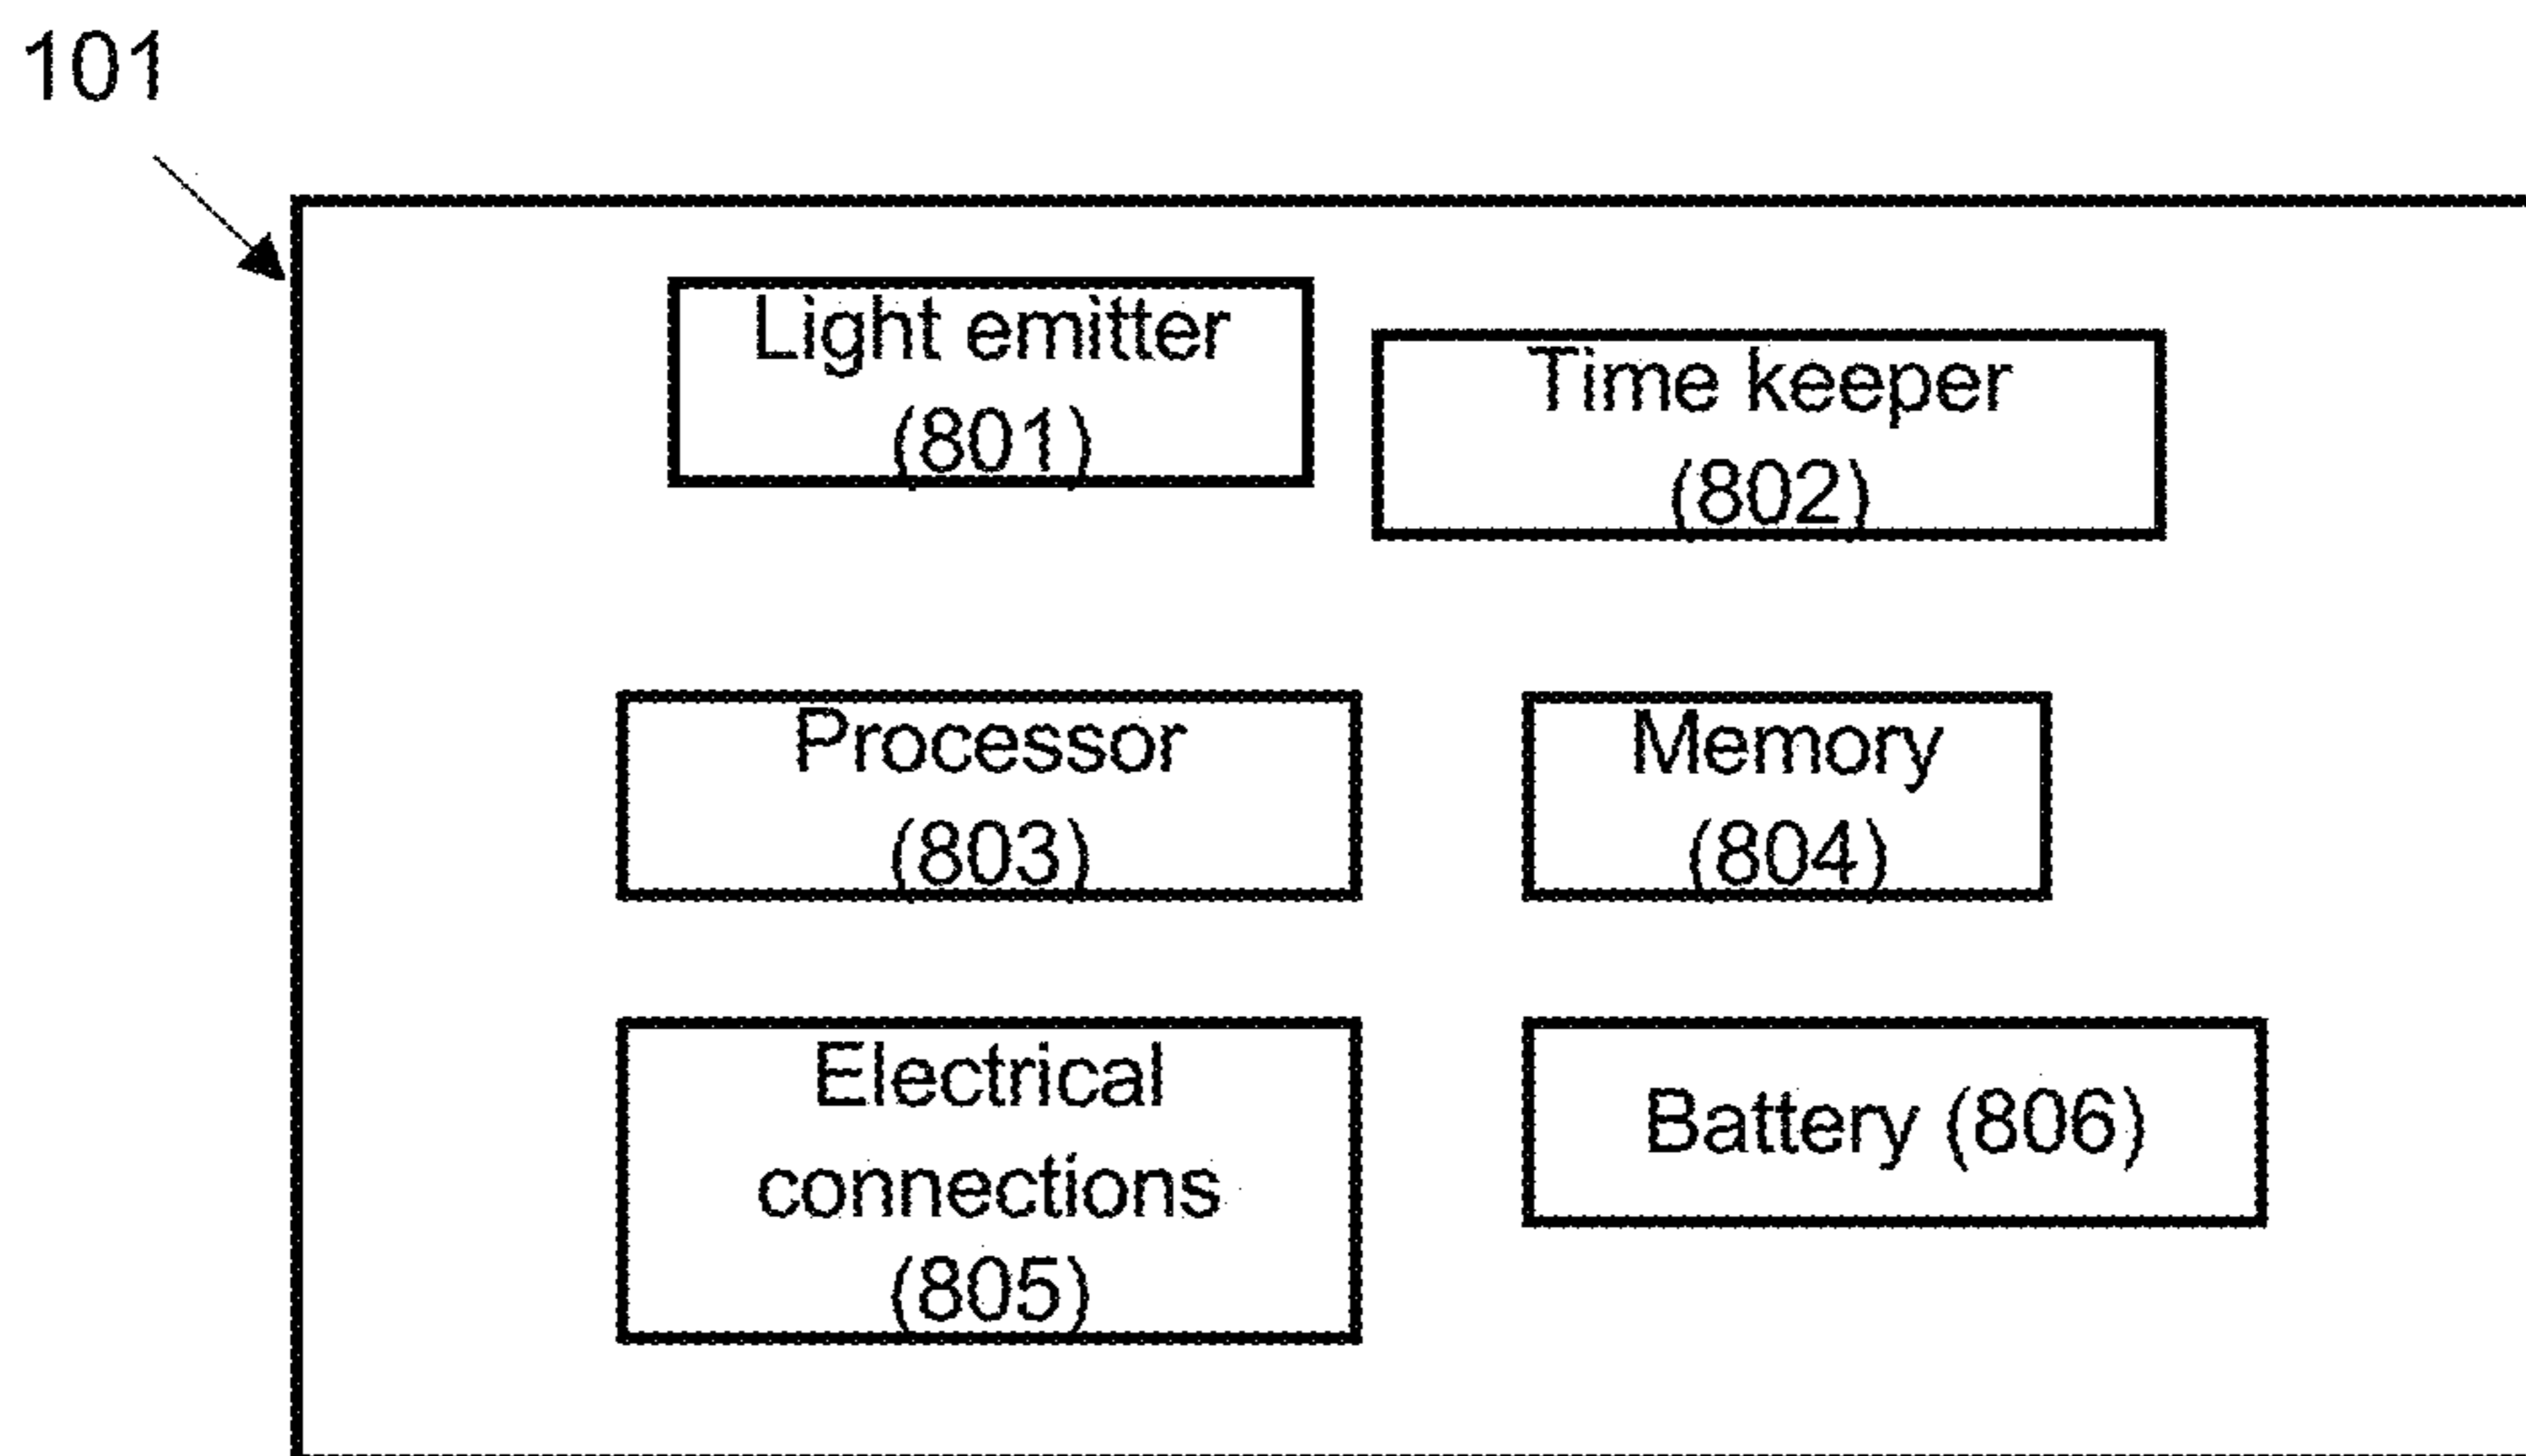 101
Light emitter
(801)
Time keeper
(802)
Processor
(803)
Memory
(804)
Electrical
connections
(805)
Battery (806)